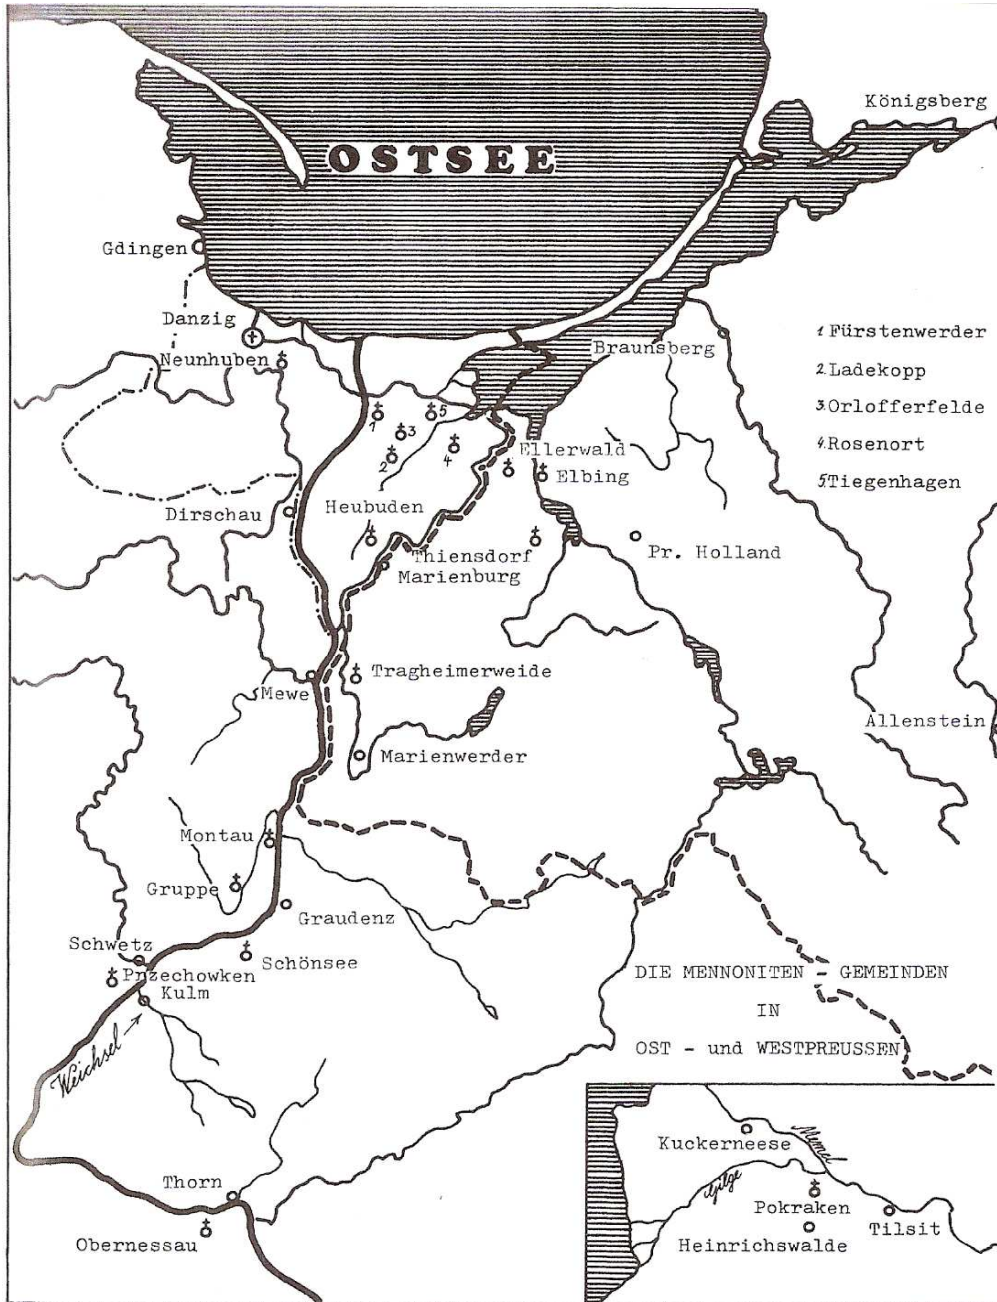 Königsberg
OSTSEE
Gdingen
Danzig
Neunhuben
Braunsberg
1 Fürstenwerder
2 Ladekopp
3 Orlofferfelde
4 Rosenort
5 Tiegenhagen
1
5
3
2
4
Ellerwald
Elbing
Dirschau
Heubuden
Thiensdorf
Marienburg
Pr. Holland
Mewe
Tragheimerweide
Allenstein
Marienwerder
Montau
Gruppe
Graudenz
Schwetz
Schönsee
Przechowken
Kulm
Weichsel
DIE MENNONITEN - GEMEINDEN
IN
OST - und WESTPREUSSEN
Thorn
Obernessau
Kuckerneese
Memel
Gilge
Pokraken
Tilsit
Heinrichswalde